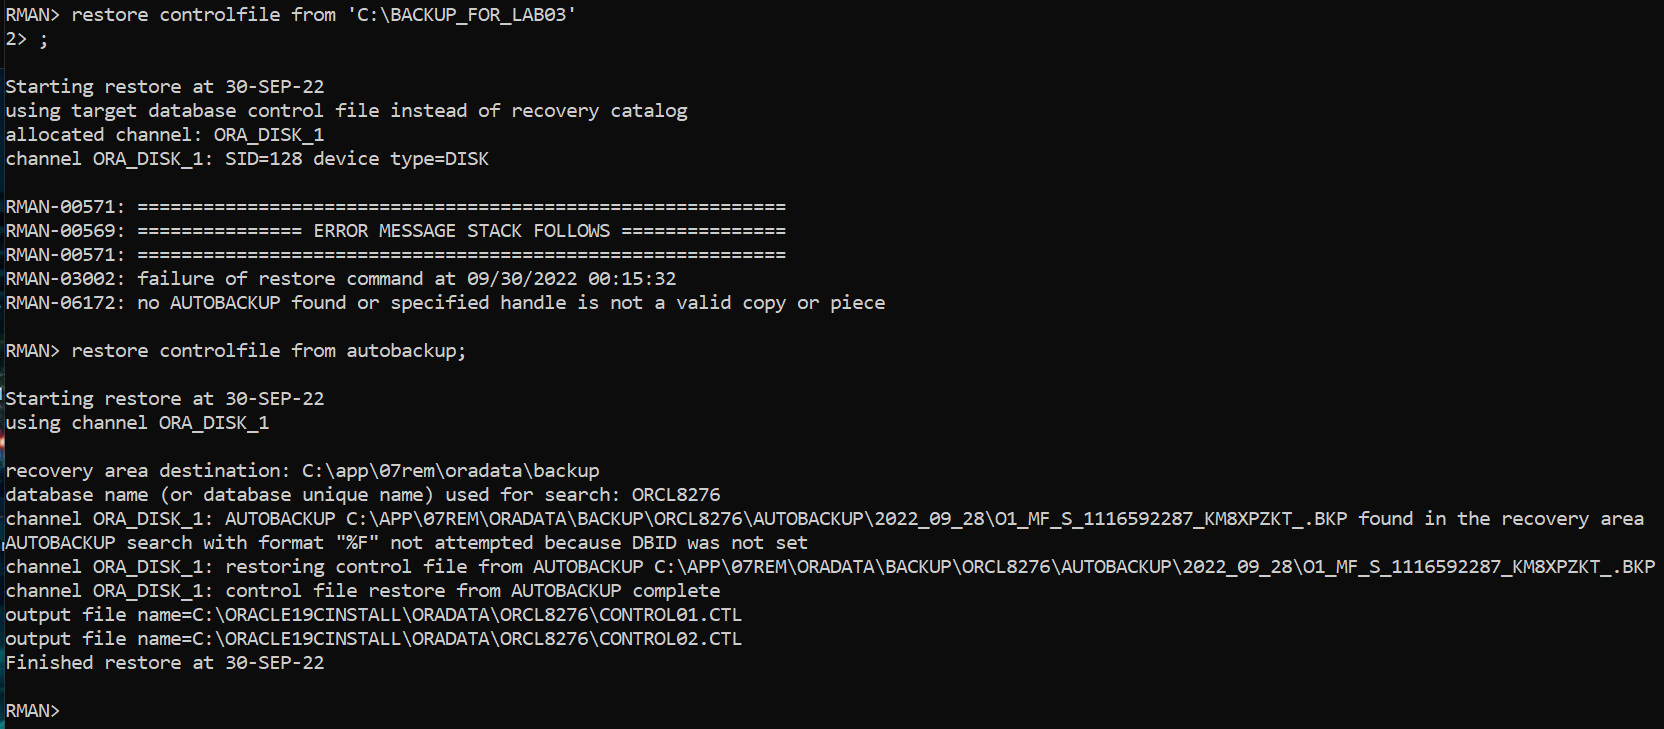 RMAN> restore controlfile from 'C:\BACKUP_FOR_LAB03'
2> ;
Starting restore at 30-SEP-22
using target database control file instead of recovery catalog
allocated channel: ORA_DISK_1
channel ORA_DISK_1: SID=128 device type=DISK
RMAN-00571: ===========================================================
RMAN-00569: =============== ERROR MESSAGE STACK FOLLOWS ===============
RMAN-00571: ===========================================================
RMAN-03002: failure of restore command at 09/30/2022 00:15:32
RMAN-06172: no AUTOBACKUP found or specified handle is not a valid copy or piece
RMAN> restore controlfile from autobackup;
Starting restore at 30-SEP-22
using channel ORA_DISK_1
recovery area destination: C:\app\07rem\oradata\backup
database name (or database unique name) used for search: ORCL8276
channel ORA_DISK_1: AUTOBACKUP C:\APP\07REM\ORADATA\BACKUP\ORCL8276\AUTOBACKUP\2022_09_28\O1_MF_S_1116592287_KM8XPZKT_.BKP found in the recovery area
AUTOBACKUP search with format "%F" not attempted because DBID was not set
channel ORA_DISK_1: restoring control file from AUTOBACKUP C:\APP\07REM\ORADATA\BACKUP\ORCL8276\AUTOBACKUP\2022_09_28\O1_MF_S_1116592287_KM8XPZKT_.BKP
channel ORA_DISK_1: control file restore from AUTOBACKUP complete
output file name=C:\ORACLE19CINSTALL\ORADATA\ORCL8276\CONTROL01.CTL
output file name=C:\ORACLE19CINSTALL\ORADATA\ORCL8276\CONTROL02.CTL
Finished restore at 30-SEP-22
RMAN>